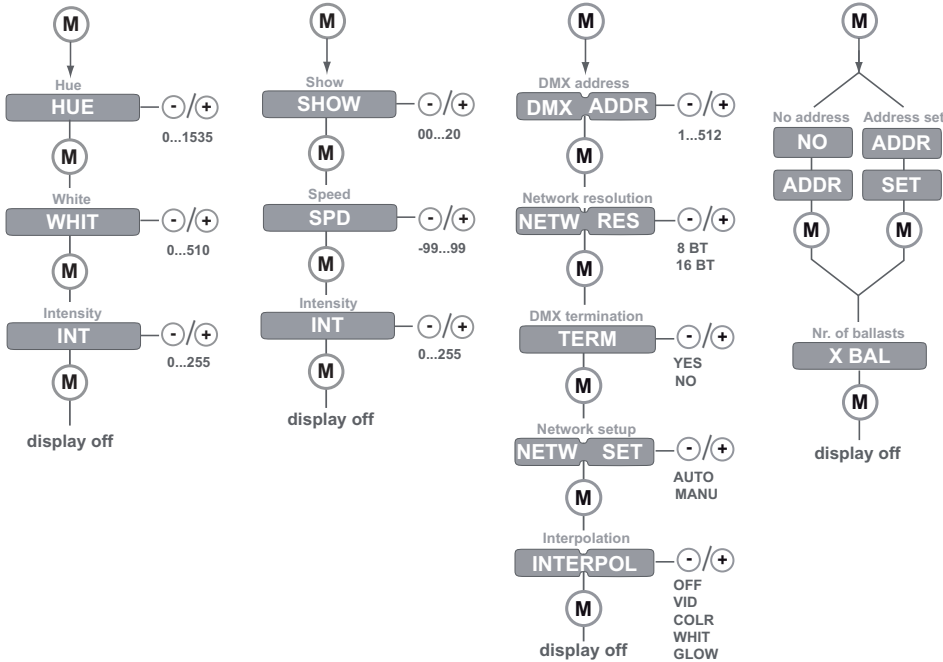 M
Hue
HUE
- / +
0...1535
M
White
WHIT
- / +
0...510
M
Intensity
INT
- / +
0...255
M
display off
M
Show
SHOW
- / +
00...20
M
Speed
SPD
- / +
-99...99
M
Intensity
INT
- / +
0...255
M
display off
M
DMX address
DMX ADDR
- / +
1...512
M
Network resolution
NETW RES
- / +
8 BT
16 BT
M
DMX termination
TERM
- / +
YES
NO
M
Network setup
NETW SET
- / +
AUTO
MANU
M
Interpolation
INTERPOL
- / +
OFF
VID
COLR
WHIT
GLOW
M
display off
M
No address
NO
ADDR
M
Address set
ADDR
SET
M
Nr. of ballasts
X BAL
M
display off